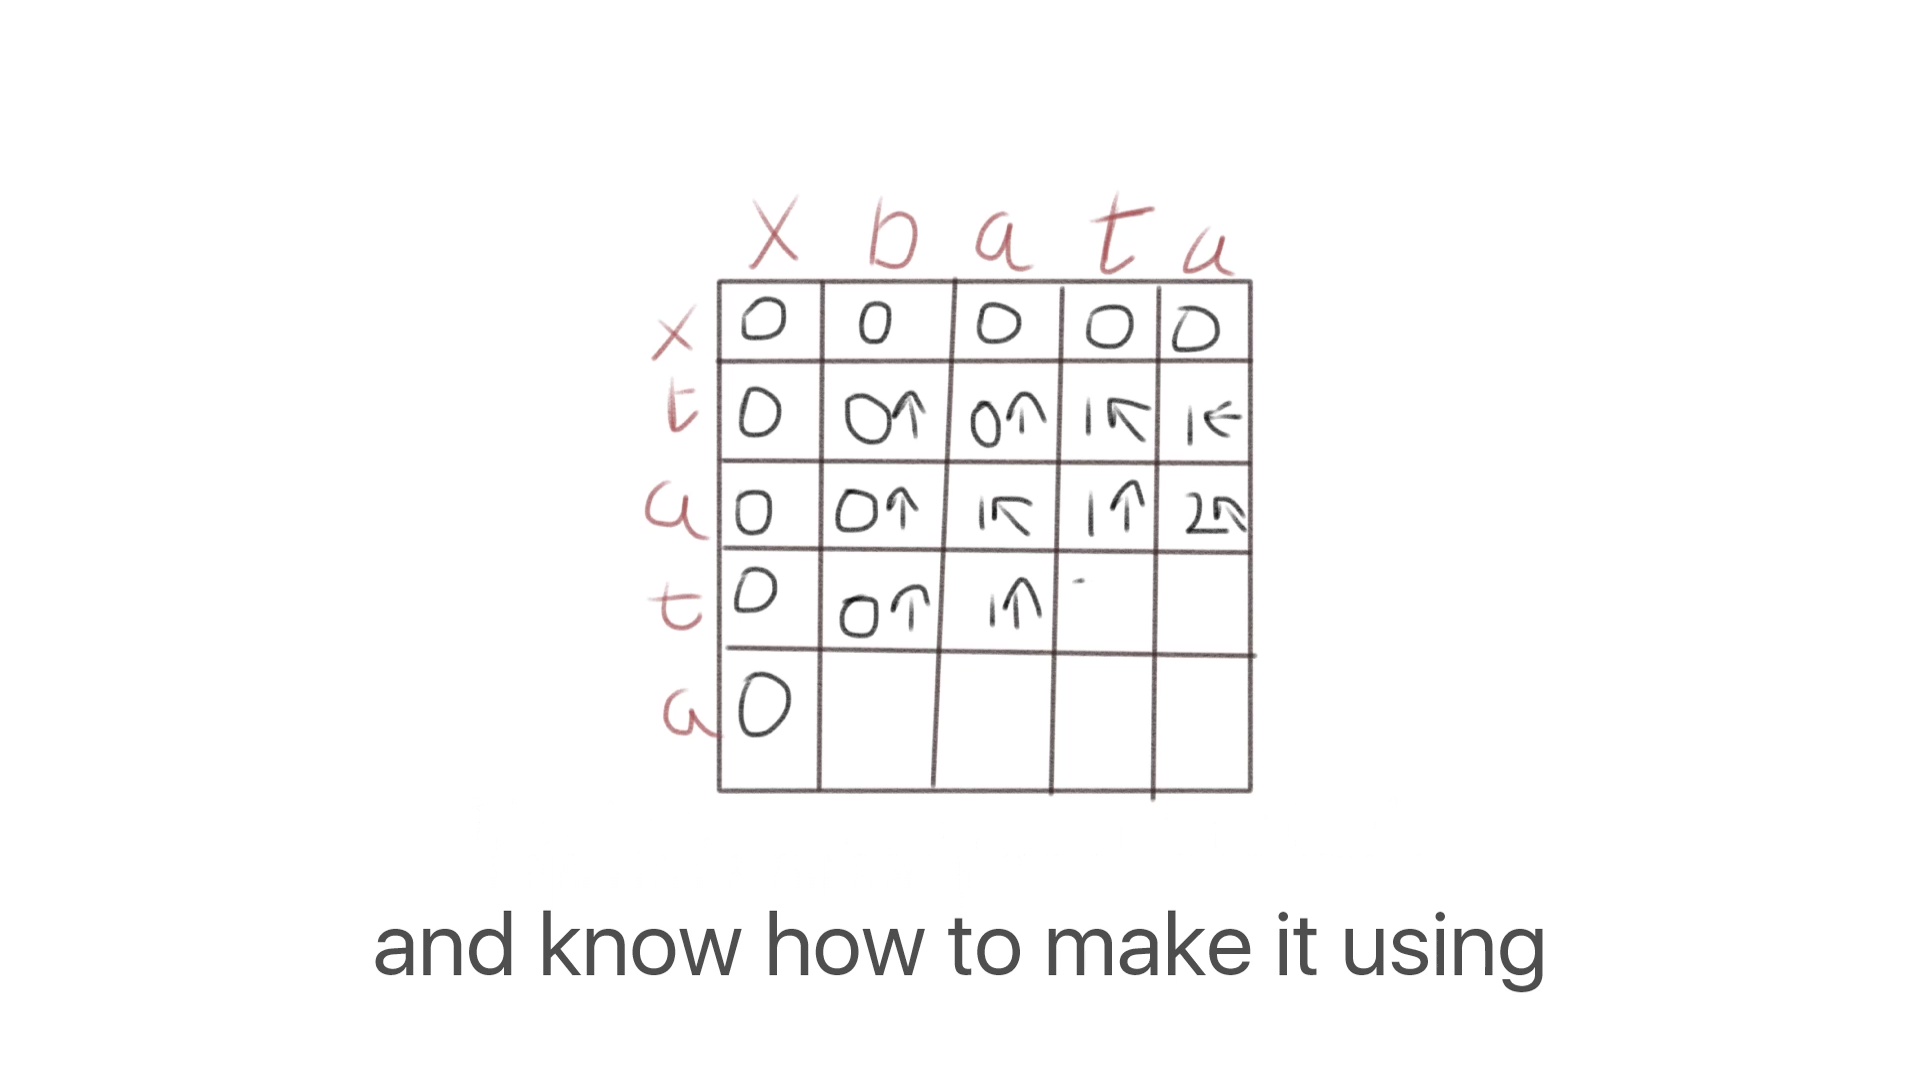 x b a t a
x 0 0 0 0 0
t 0 0↑ 0↑ 1↖ 1←
a 0 0↑ 1↖ 1↑ 2↖
t 0 0↑ 1↑
a 0
and know how to make it using